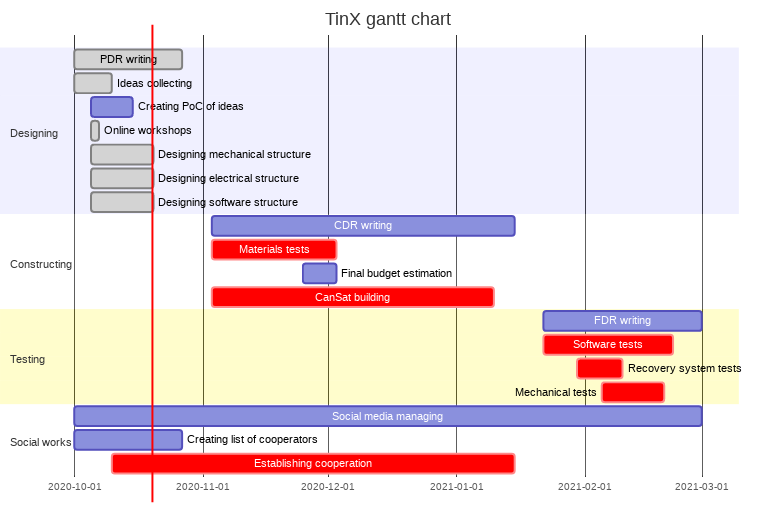 TinX gantt chart
Designing
PDR writing
Ideas collecting
Creating PoC of ideas
Online workshops
Designing mechanical structure
Designing electrical structure
Designing software structure
Constructing
CDR writing
Materials tests
Final budget estimation
CanSat building
Testing
FDR writing
Software tests
Recovery system tests
Mechanical tests
Social works
Social media managing
Creating list of cooperators
Establishing cooperation
2020-10-01 2020-11-01 2020-12-01 2021-01-01 2021-02-01 2021-03-01